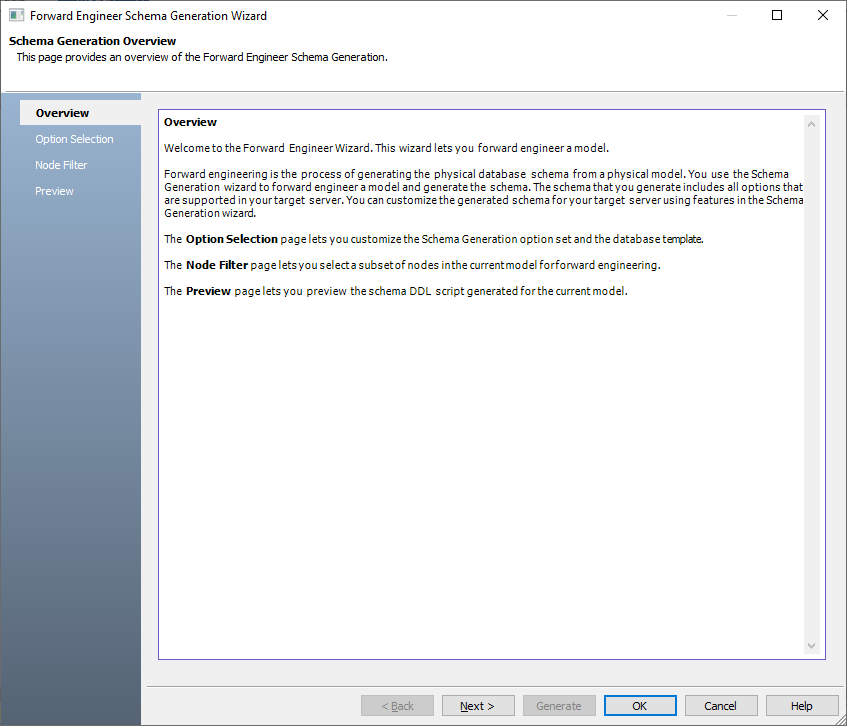 Forward Engineer Schema Generation Wizard
Schema Generation Overview
This page provides an overview of the Forward Engineer Schema Generation.
Overview
Option Selection
Node Filter
Preview
Overview
Welcome to the Forward Engineer Wizard. This wizard lets you forward engineer a model.
Forward engineering is the process of generating the physical database schema from a physical model. You use the Schema
Generation wizard to forward engineer a model and generate the schema. The schema that you generate includes all options that
are supported in your target server. You can customize the generated schema for your target server using features in the Schema
Generation wizard.
The Option Selection page lets you customize the Schema Generation option set and the database template.
The Node Filter page lets you select a subset of nodes in the current model for forward engineering.
The Preview page lets you preview the schema DDL script generated for the current model.
< Back
Next >
Generate
OK
Cancel
Help